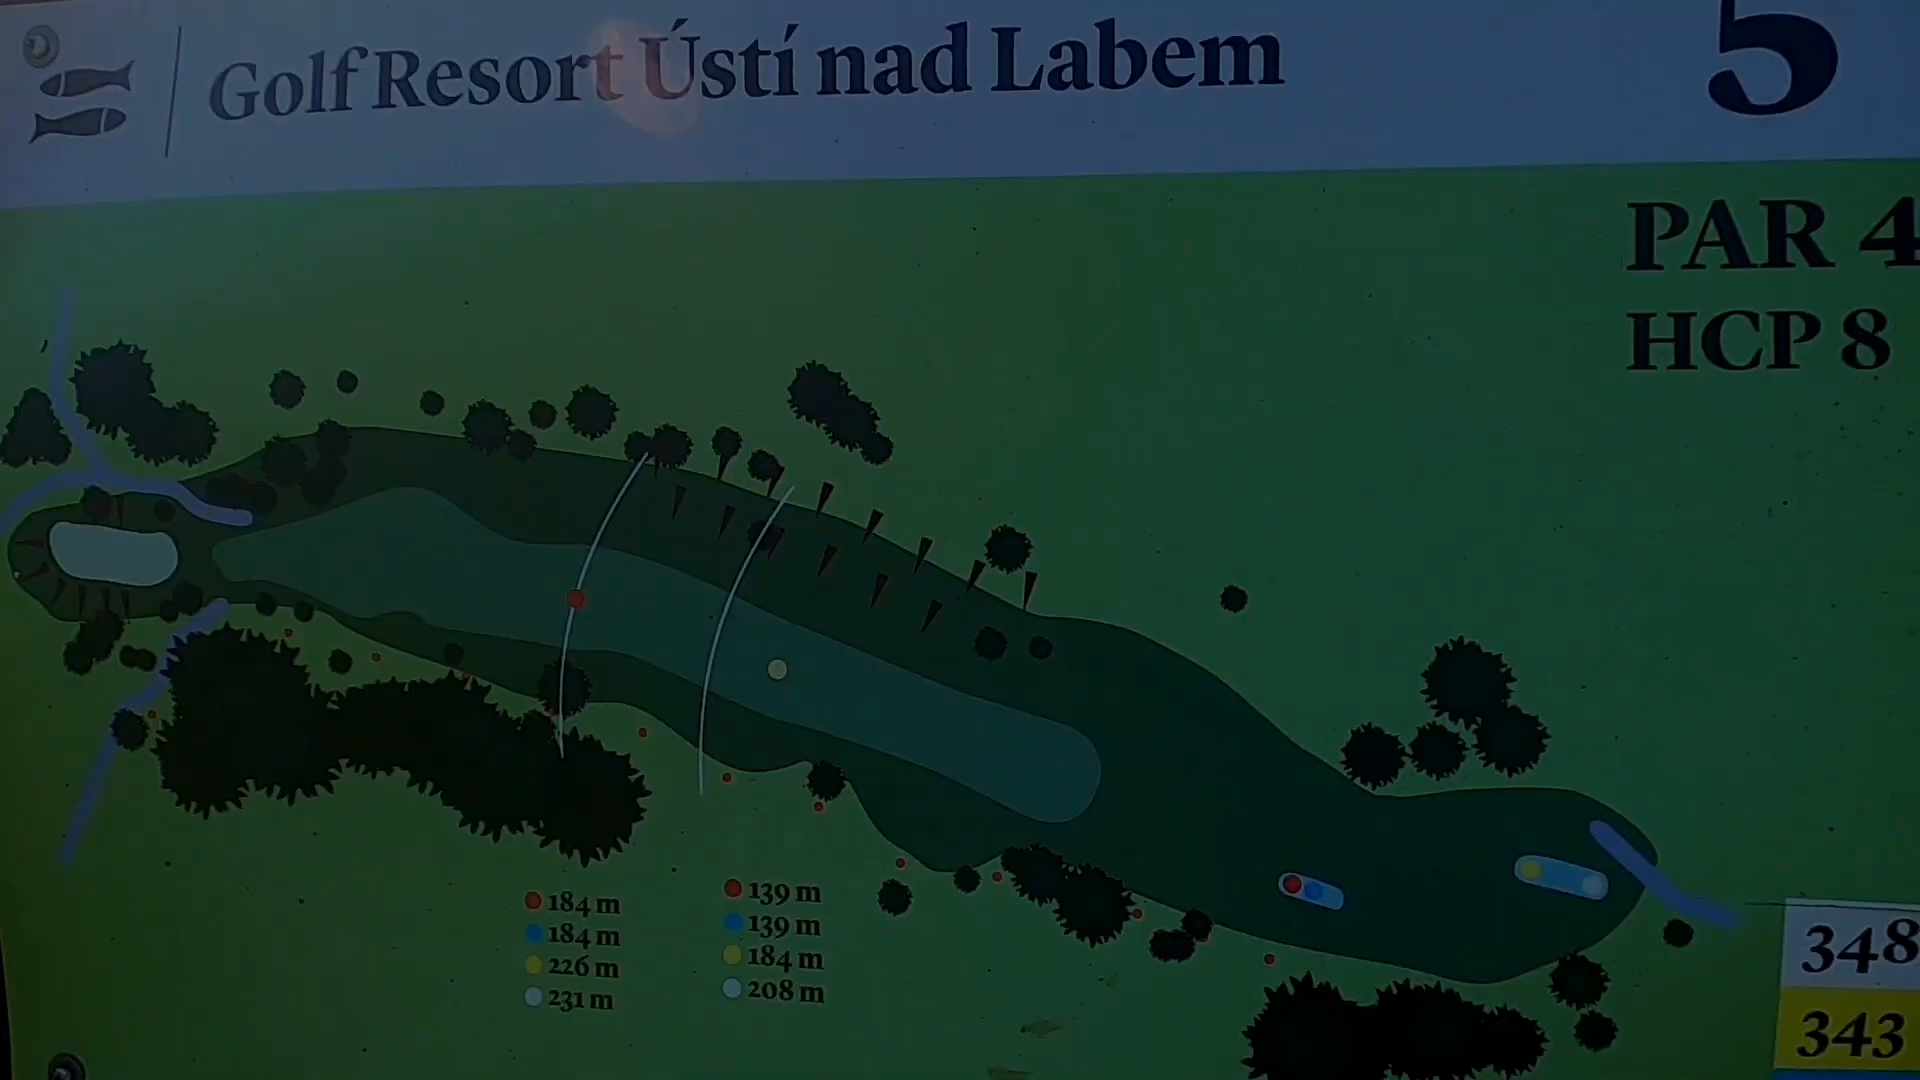 Golf Resort Ústí nad Labem
5
PAR 4
HCP 8
184 m
184 m
226 m
231 m
139 m
139 m
184 m
208 m
348
343